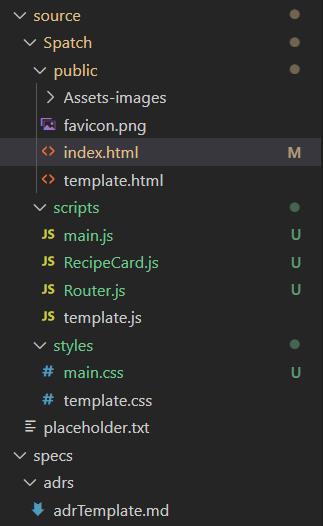 source
Spatch
public
Assets-images
favicon.png
index.html M
template.html
scripts
JS main.js U
JS RecipeCard.js U
JS Router.js U
JS template.js
styles
# main.css U
# template.css
placeholder.txt
specs
adrs
adrTemplate.md